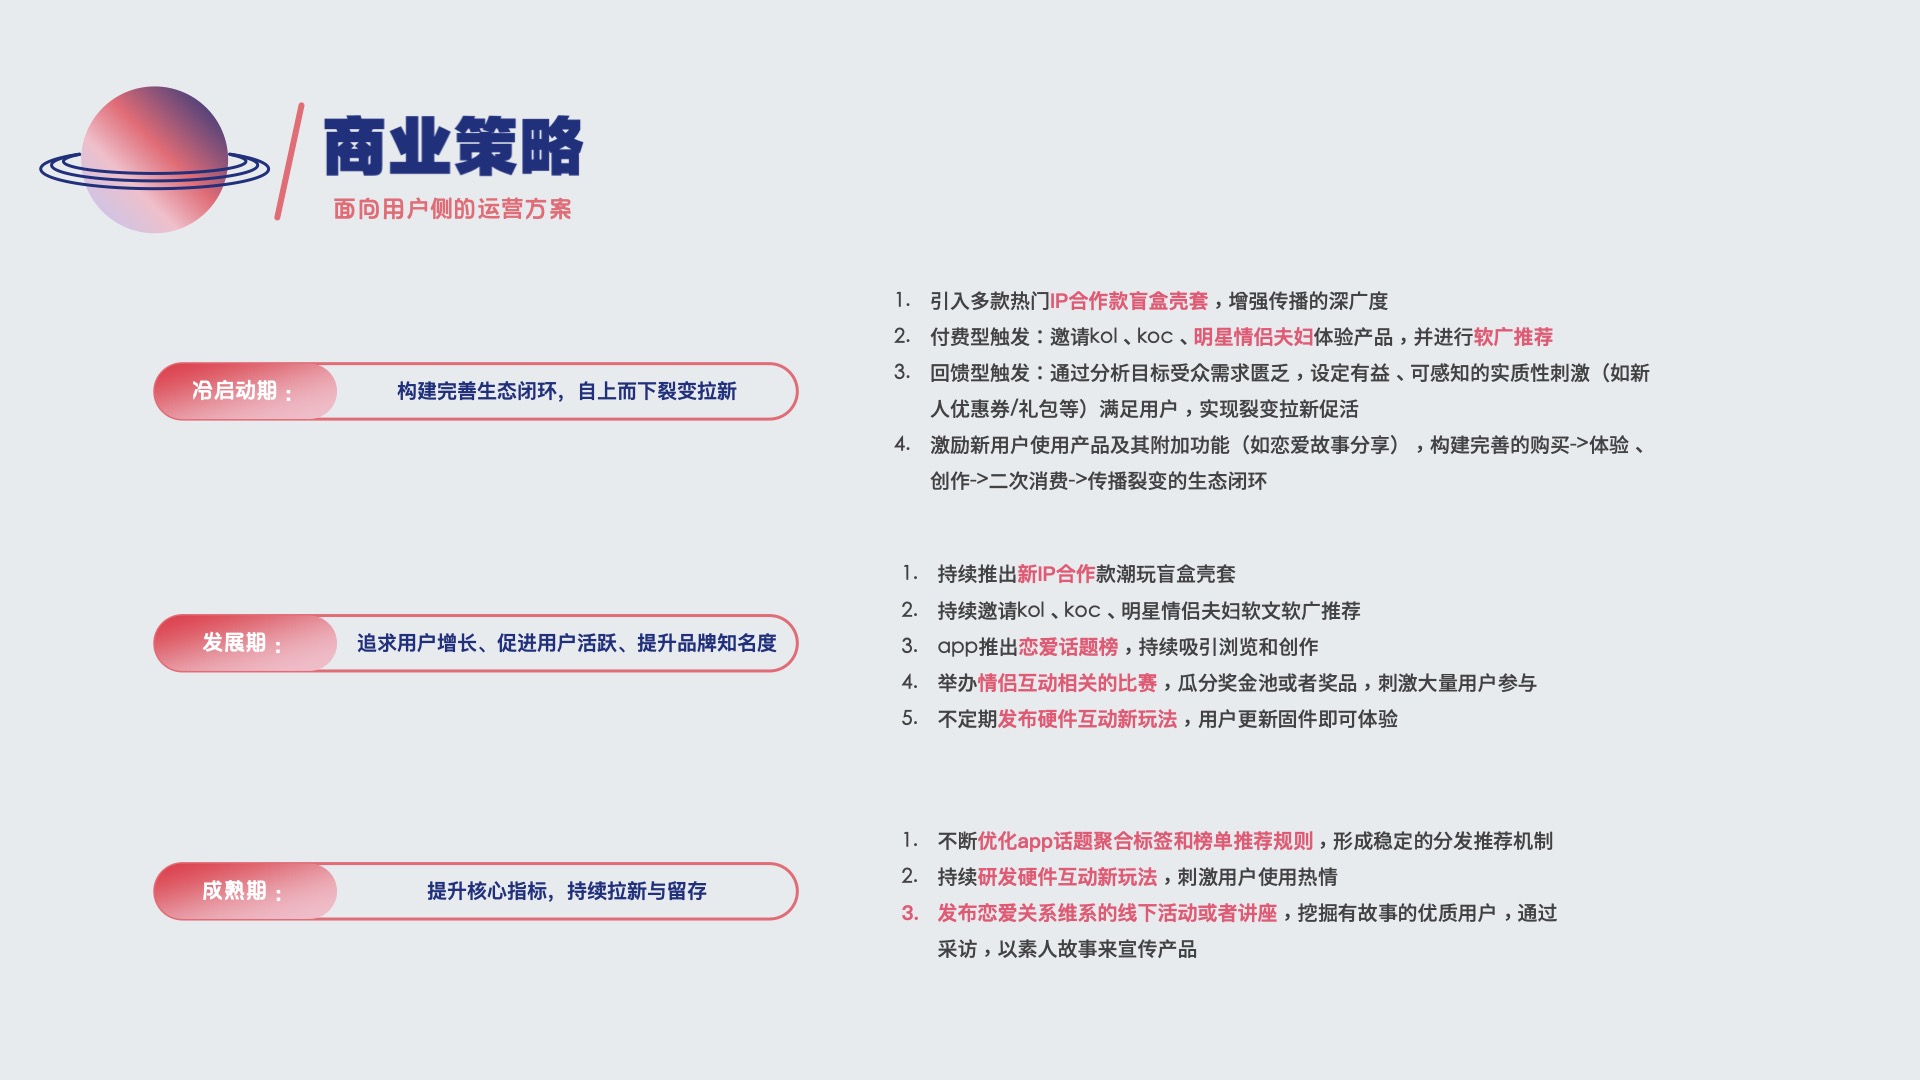 商业策略
面向用户侧的运营方案
冷启动期：
构建完善生态闭环，自上而下裂变拉新
1. 引入多款热门IP合作款盲盒壳套，增强传播的深广度
2. 付费型触发：邀请kol、koc、明星情侣夫妇体验产品，并进行软广推荐
3. 回馈型触发：通过分析目标受众需求匮乏，设定有益、可感知的实质性刺激（如新
人优惠券/礼包等）满足用户，实现裂变拉新促活
4. 激励新用户使用产品及其附加功能（如恋爱故事分享），构建完善的购买->体验、
创作->二次消费->传播裂变的生态闭环
发展期：
追求用户增长、促进用户活跃、提升品牌知名度
1. 持续推出新IP合作款潮玩盲盒壳套
2. 持续邀请kol、koc、明星情侣夫妇软文软广推荐
3. app推出恋爱话题榜，持续吸引浏览和创作
4. 举办情侣互动相关的比赛，瓜分奖金池或者奖品，刺激大量用户参与
5. 不定期发布硬件互动新玩法，用户更新固件即可体验
成熟期：
提升核心指标，持续拉新与留存
1. 不断优化app话题聚合标签和榜单推荐规则，形成稳定的分发推荐机制
2. 持续研发硬件互动新玩法，刺激用户使用热情
3. 发布恋爱关系维系的线下活动或者讲座，挖掘有故事的优质用户，通过
采访，以素人故事来宣传产品